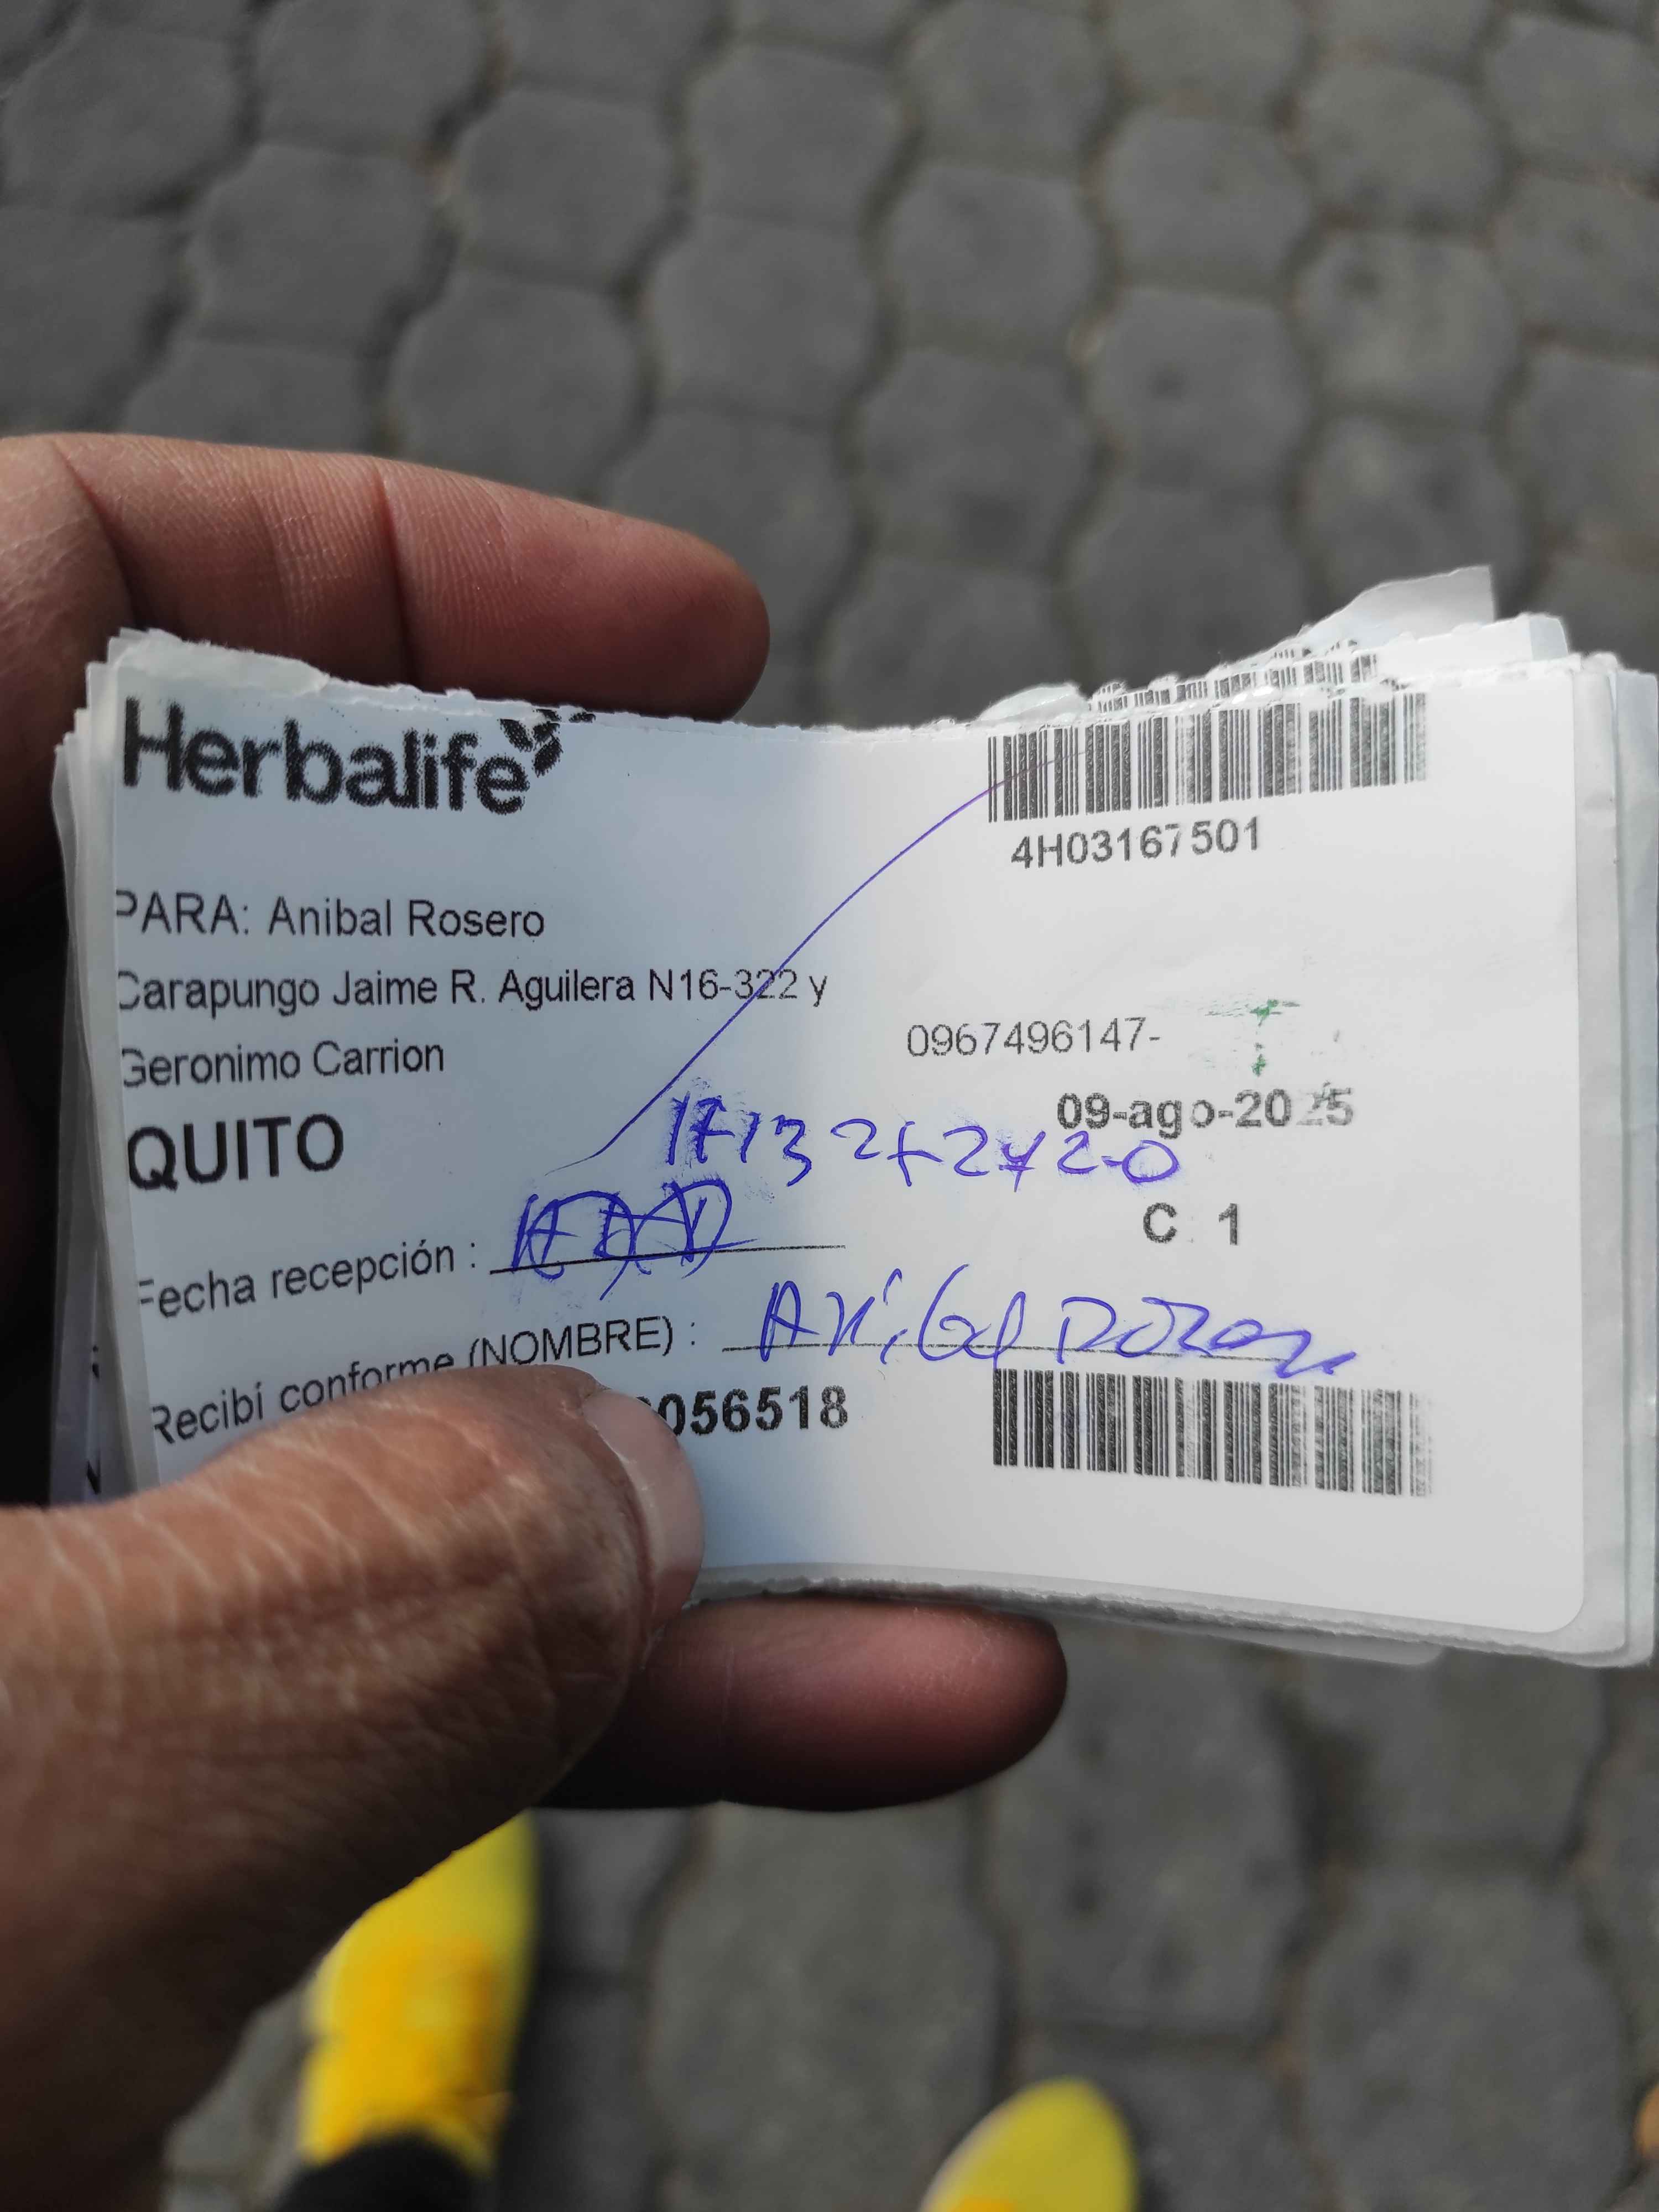 Herbalife
4H03167501
PARA: Anibal Rosero
Carapungo Jaime R. Aguilera N16-322 y
Geronimo Carrion
0967496147-
09-ago-2025
QUITO
C 1
Fecha recepción :
Recibí conforme (NOMBRE) :
056518